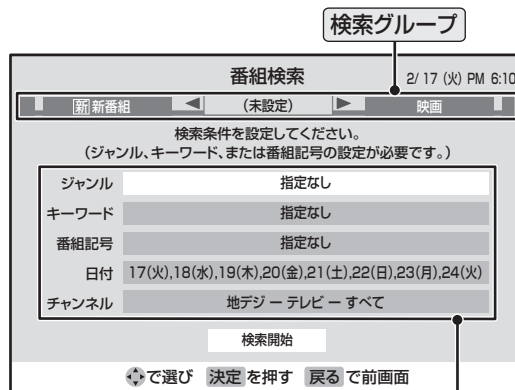 検索グループ
番組検索 2/ 17 (火) PM 6:10
新 新番組 ◀ (未設定) ▶ 映画
検索条件を設定してください。
(ジャンル、キーワード、または番組記号の設定が必要です。)
ジャンル 指定なし
キーワード 指定なし
番組記号 指定なし
日付 17(火),18(水),19(木),20(金),21(土),22(日),23(月),24(火)
チャンネル 地デジ ー テレビ ー すべて
検索開始
で選び 決定 を押す 戻る で前画面